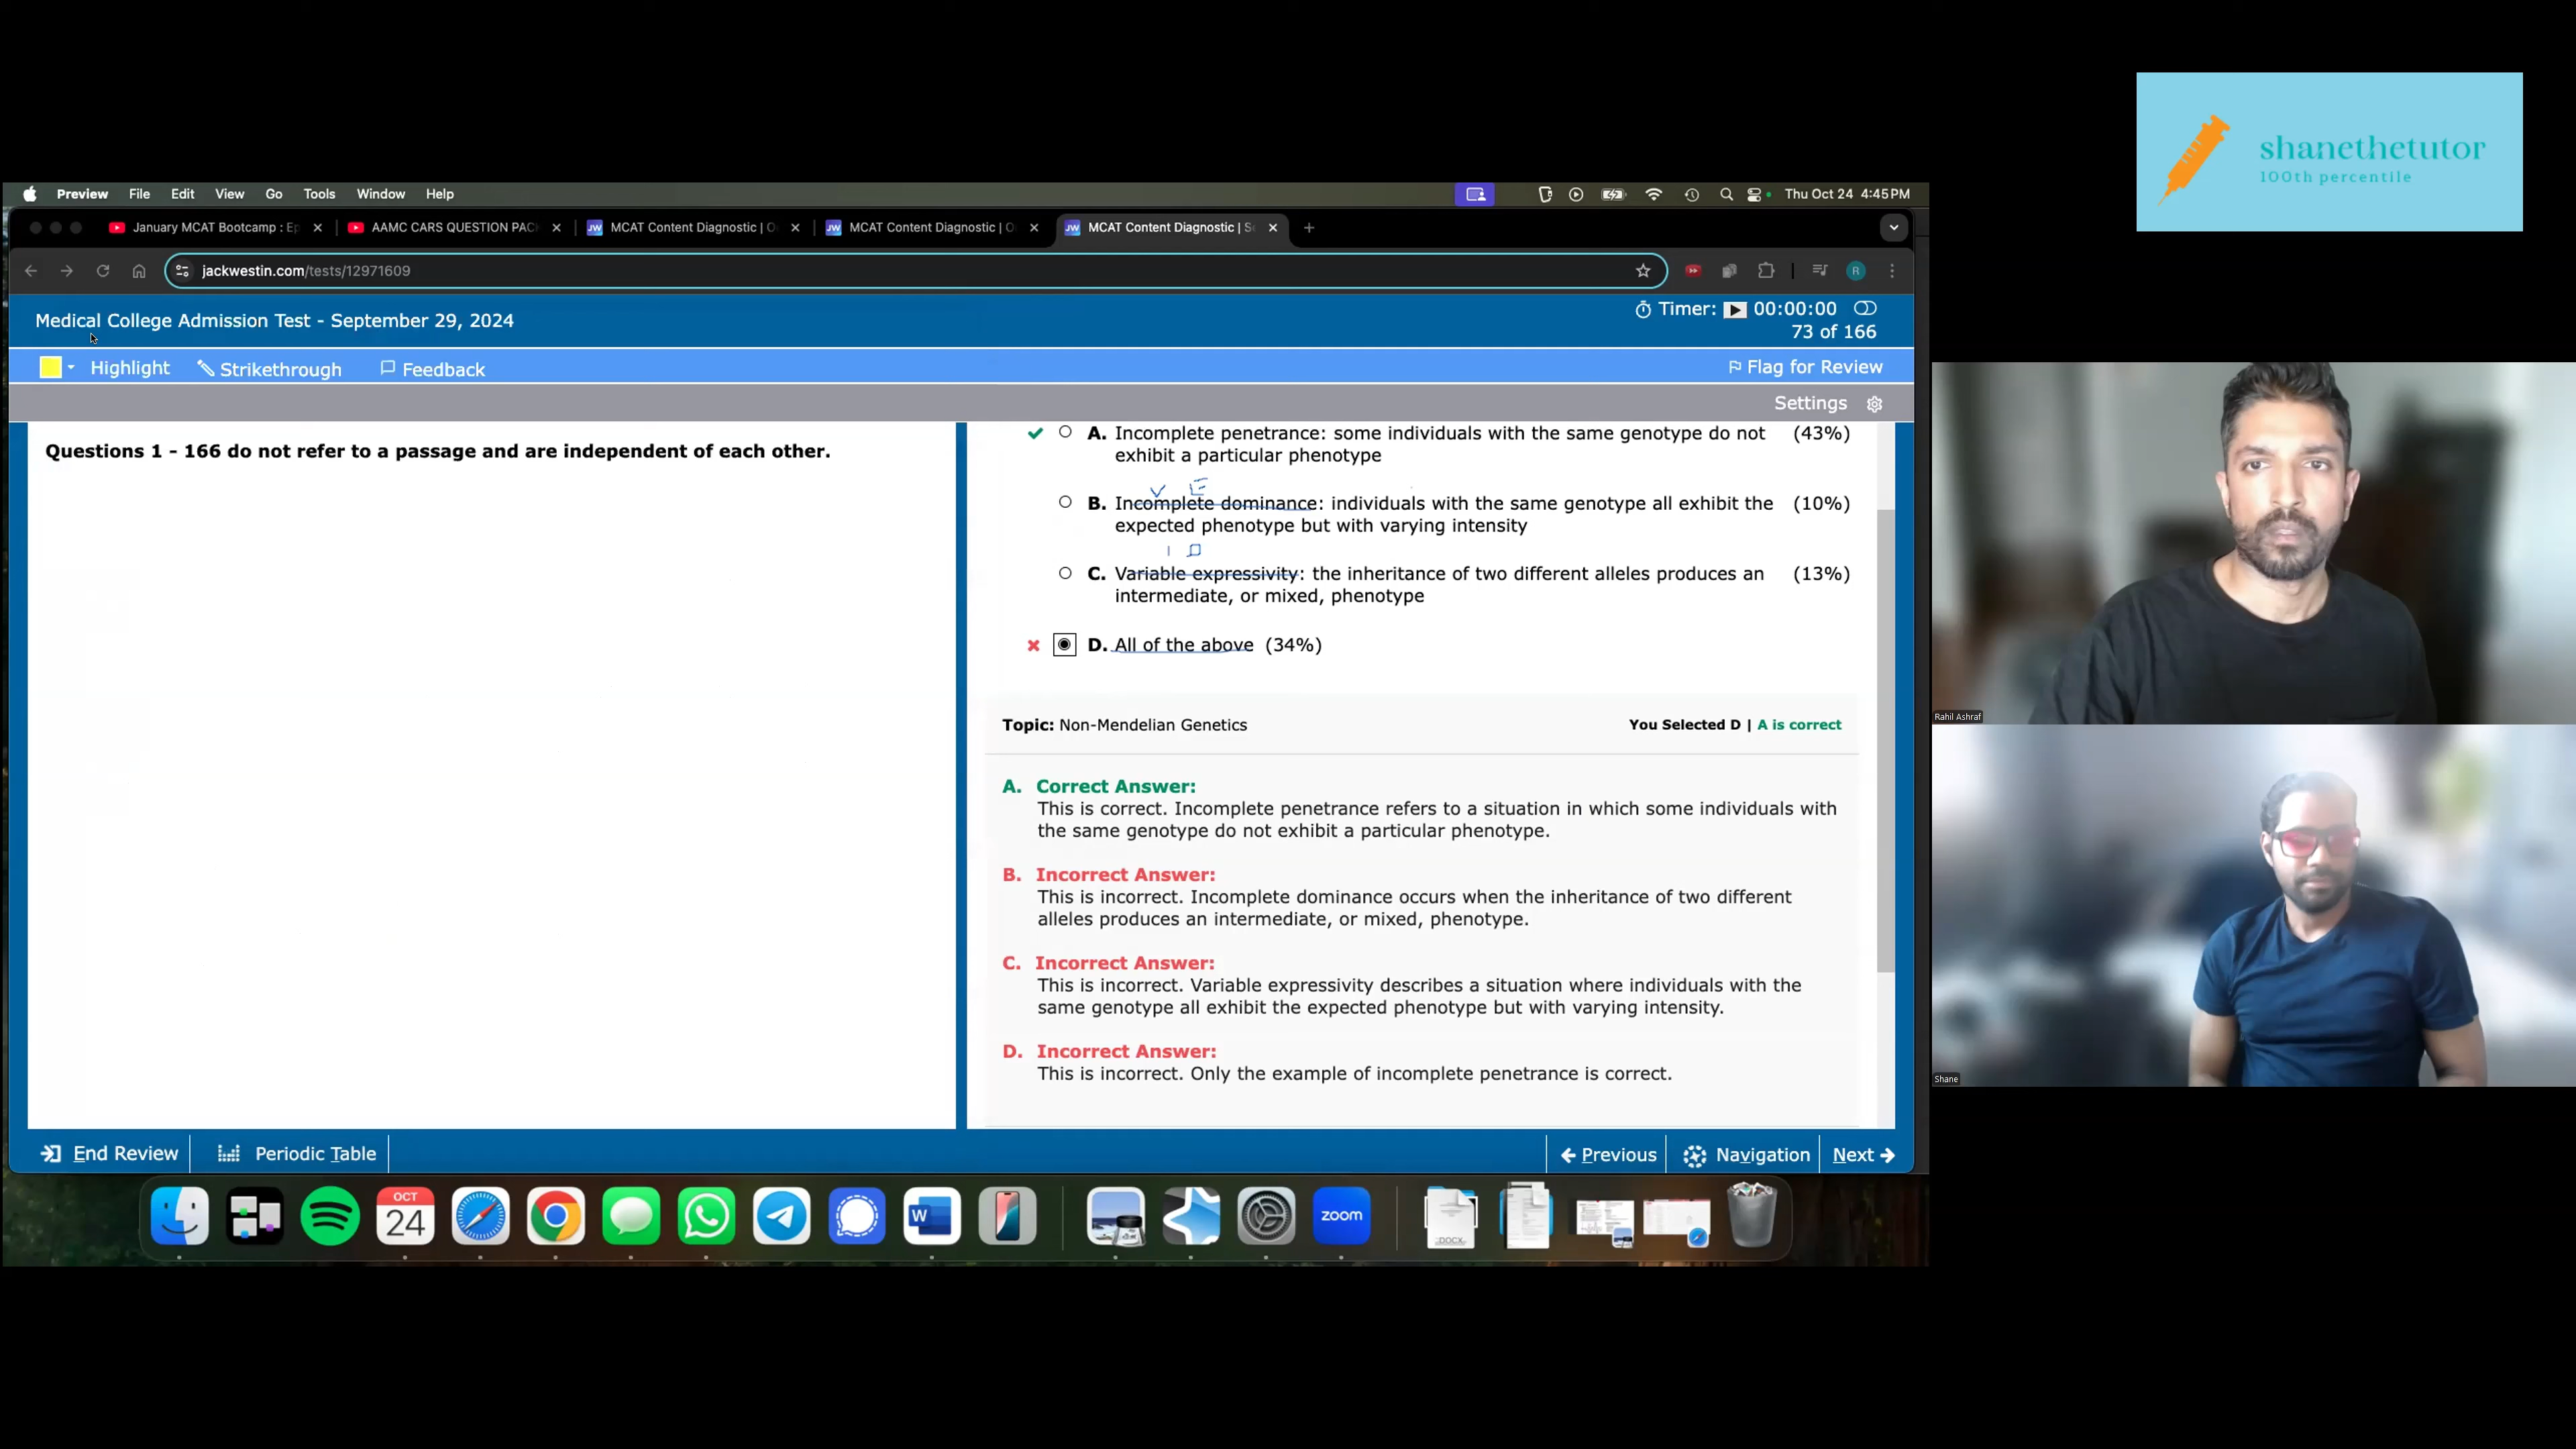 shanethetutor
100th percentile
Preview File Edit View Go Tools Window Help
Thu Oct 24 4:45PM
January MCAT Bootcamp : Ep
AAMC CARS QUESTION PAC
JW MCAT Content Diagnostic | O
JW MCAT Content Diagnostic | O
JW MCAT Content Diagnostic | Se
jackwestin.com/tests/12971609
R
Medical College Admission Test - September 29, 2024
Timer: 00:00:00
73 of 166
Highlight Strikethrough Feedback
Flag for Review
Settings
Questions 1 - 166 do not refer to a passage and are independent of each other.
A. Incomplete penetrance: some individuals with the same genotype do not (43%)
exhibit a particular phenotype
V E
B. Incomplete dominance: individuals with the same genotype all exhibit the (10%)
expected phenotype but with varying intensity
I D
C. Variable expressivity: the inheritance of two different alleles produces an (13%)
intermediate, or mixed, phenotype
D. All of the above (34%)
Topic: Non-Mendelian Genetics
You Selected D | A is correct
A. Correct Answer:
This is correct. Incomplete penetrance refers to a situation in which some individuals with
the same genotype do not exhibit a particular phenotype.
B. Incorrect Answer:
This is incorrect. Incomplete dominance occurs when the inheritance of two different
alleles produces an intermediate, or mixed, phenotype.
C. Incorrect Answer:
This is incorrect. Variable expressivity describes a situation where individuals with the
same genotype all exhibit the expected phenotype but with varying intensity.
D. Incorrect Answer:
This is incorrect. Only the example of incomplete penetrance is correct.
End Review
Periodic Table
Previous
Navigation
Next
OCT
24
W
zoom
DOCX
Rahil Ashraf
Shane